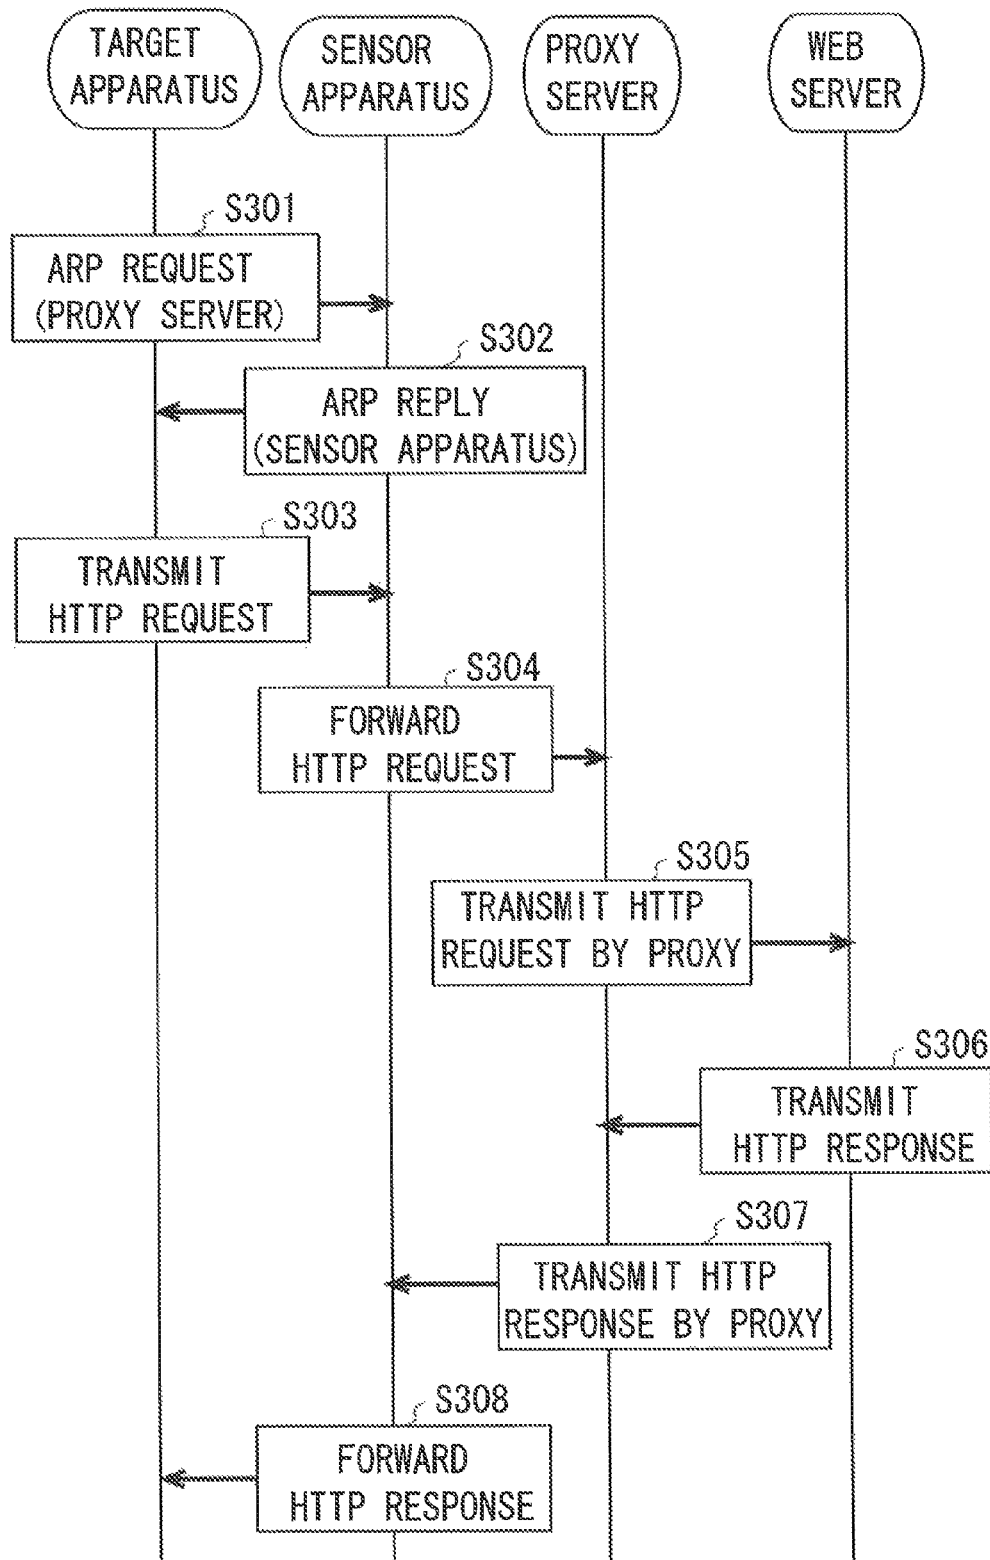 TARGET
APPARATUS
SENSOR
APPARATUS
PROXY
SERVER
WEB
SERVER
S301
ARP REQUEST
(PROXY SERVER)
S302
ARP REPLY
(SENSOR APPARATUS)
S303
TRANSMIT
HTTP REQUEST
S304
FORWARD
HTTP REQUEST
S305
TRANSMIT HTTP
REQUEST BY PROXY
S306
TRANSMIT
HTTP RESPONSE
S307
TRANSMIT HTTP
RESPONSE BY PROXY
S308
FORWARD
HTTP RESPONSE